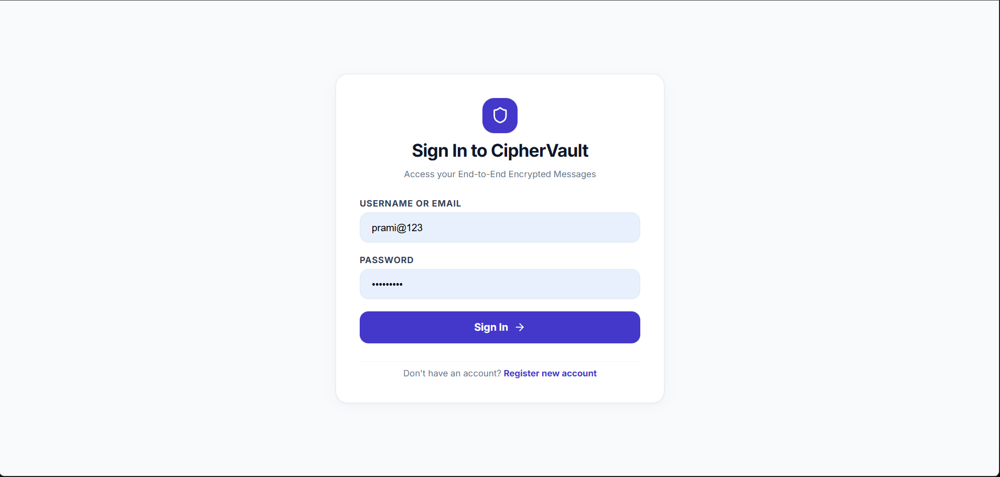 Sign In to CipherVault
Access your End-to-End Encrypted Messages
USERNAME OR EMAIL
prami@123
PASSWORD
•••••••••
Sign In →
Don't have an account? Register new account